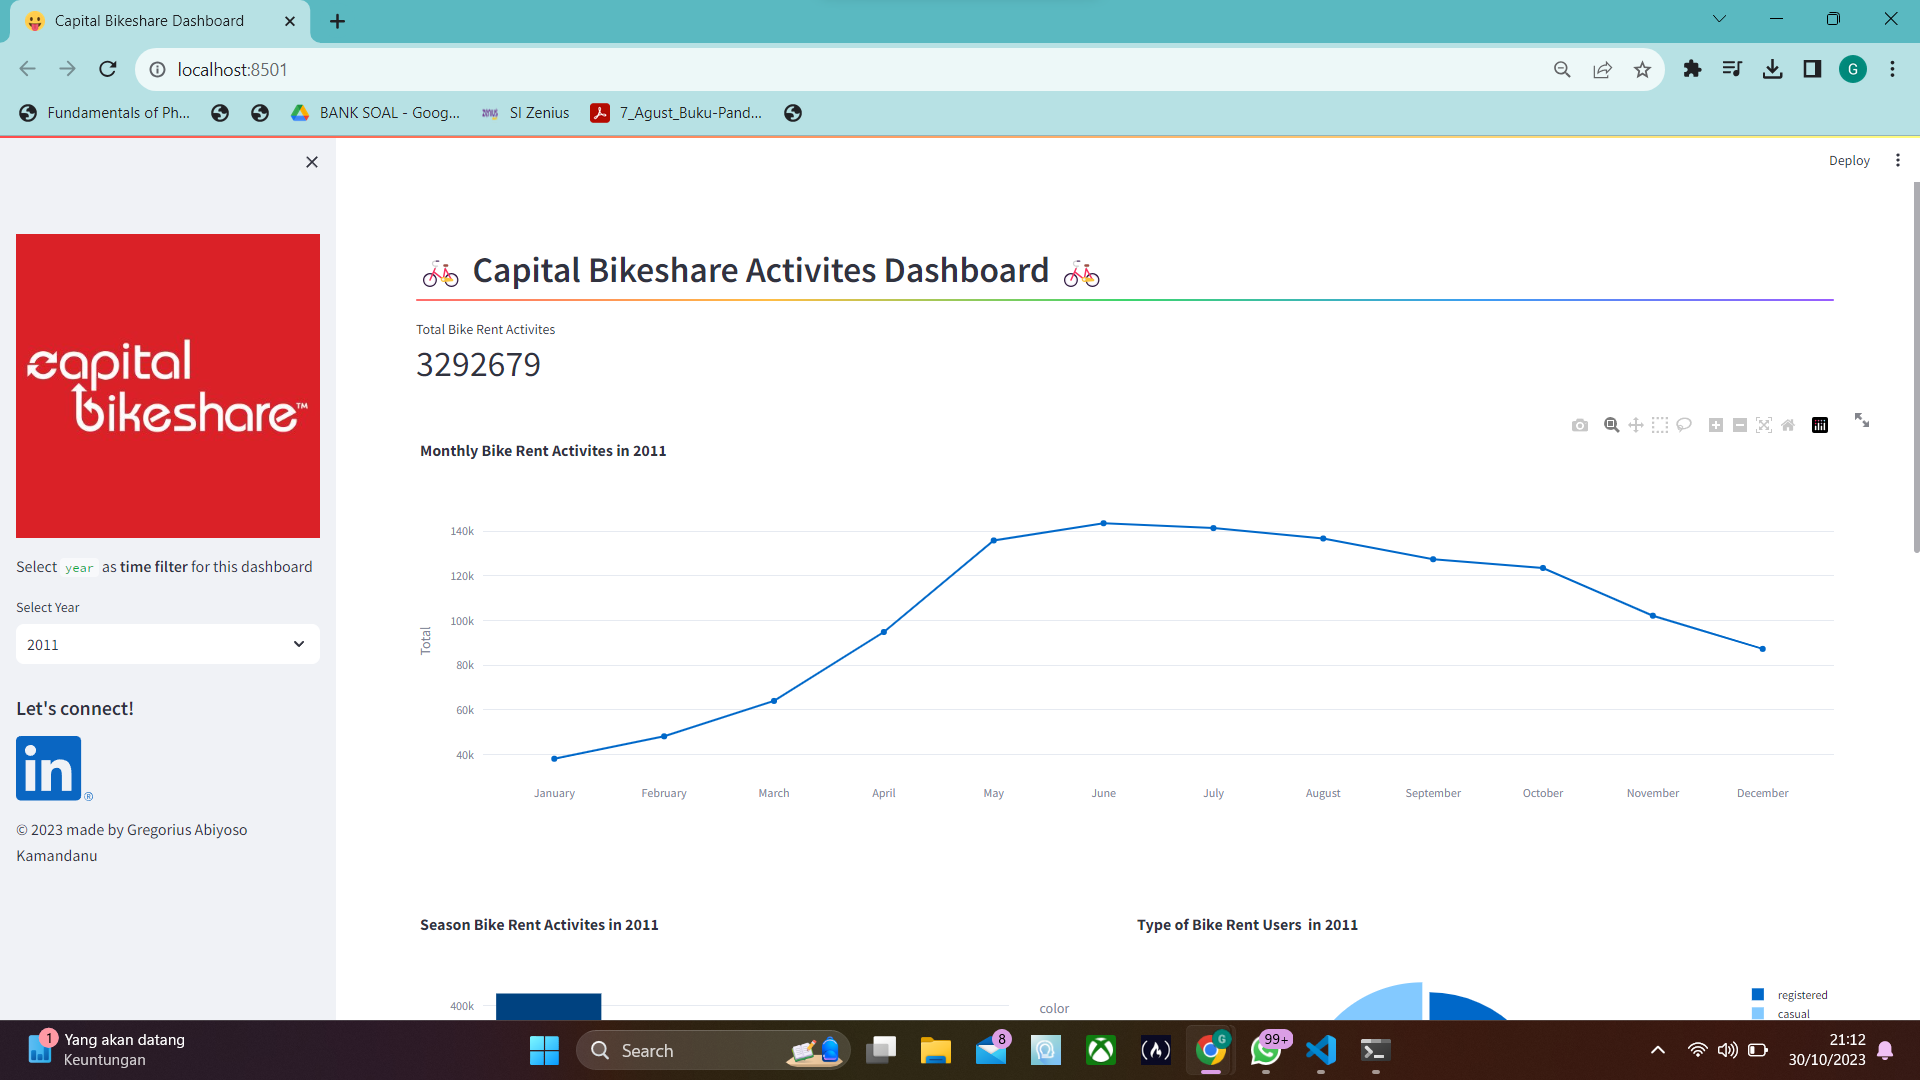 Capital Bikeshare Dashboard
localhost:8501
G
Fundamentals of Ph...
BANK SOAL - Goog...
zenius
SI Zenius
7_Agust_Buku-Pand...
Deploy
capital
bikeshare™
Select year as time filter for this dashboard
Select Year
2011
Let's connect!
in®
© 2023 made by Gregorius Abiyoso
Kamandanu
Capital Bikeshare Activites Dashboard
Total Bike Rent Activites
3292679
Monthly Bike Rent Activites in 2011
Total
140k
120k
100k
80k
60k
40k
January February March April May June July August September October November December
Season Bike Rent Activites in 2011
400k
color
Type of Bike Rent Users in 2011
registered
casual
1
Yang akan datang
Keuntungan
Search
8
G
99+
21:12
30/10/2023